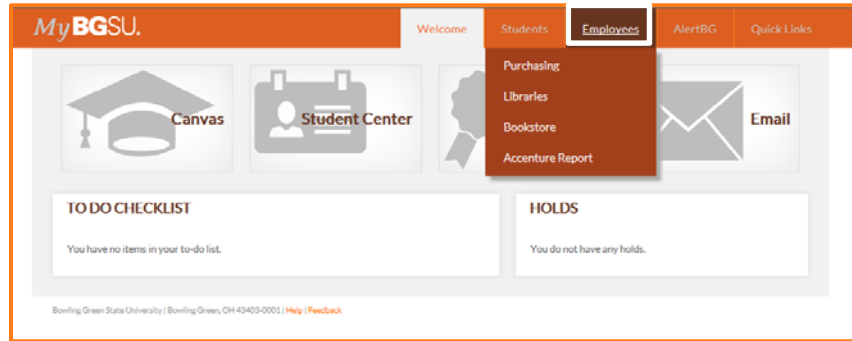 MyBGSU. Welcome Students Employees AlertBG Quick Links
Purchasing
Libraries
Bookstore
Accenture Report
Canvas Student Center Email
TO DO CHECKLIST HOLDS
You have no items in your to-do list. You do not have any holds.
Bowling Green State University | Bowling Green, OH 43403-0001 | Help | Feedback